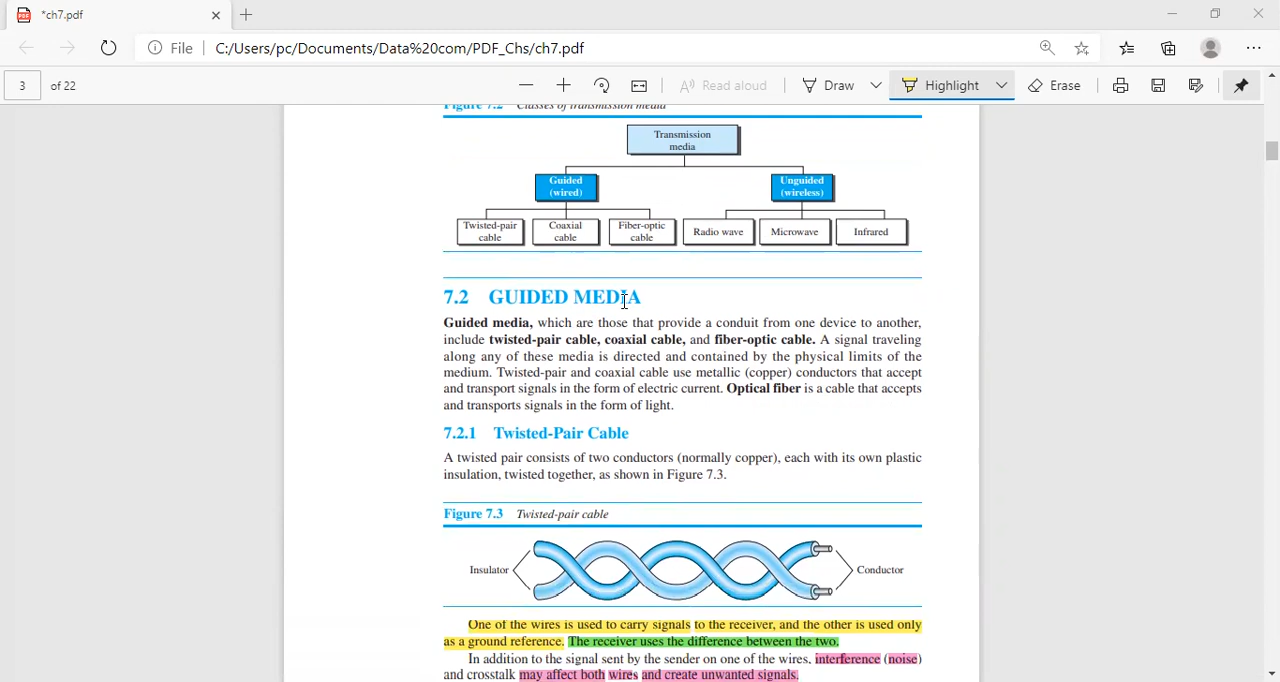 *ch7.pdf
File C:/Users/pc/Documents/Data%20com/PDF_Chs/ch7.pdf
3 of 22 Read aloud Draw Highlight Erase
Figure 7.2 Classes of transmission media
Transmission
media
Guided
(wired)
Unguided
(wireless)
Twisted-pair
cable
Coaxial
cable
Fiber-optic
cable
Radio wave
Microwave
Infrared
7.2 GUIDED MEDIA
Guided media, which are those that provide a conduit from one device to another,
include twisted-pair cable, coaxial cable, and fiber-optic cable. A signal traveling
along any of these media is directed and contained by the physical limits of the
medium. Twisted-pair and coaxial cable use metallic (copper) conductors that accept
and transport signals in the form of electric current. Optical fiber is a cable that accepts
and transports signals in the form of light.
7.2.1 Twisted-Pair Cable
A twisted pair consists of two conductors (normally copper), each with its own plastic
insulation, twisted together, as shown in Figure 7.3.
Figure 7.3 Twisted-pair cable
Insulator
Conductor
One of the wires is used to carry signals to the receiver, and the other is used only
as a ground reference. The receiver uses the difference between the two.
In addition to the signal sent by the sender on one of the wires, interference (noise)
and crosstalk may affect both wires and create unwanted signals.